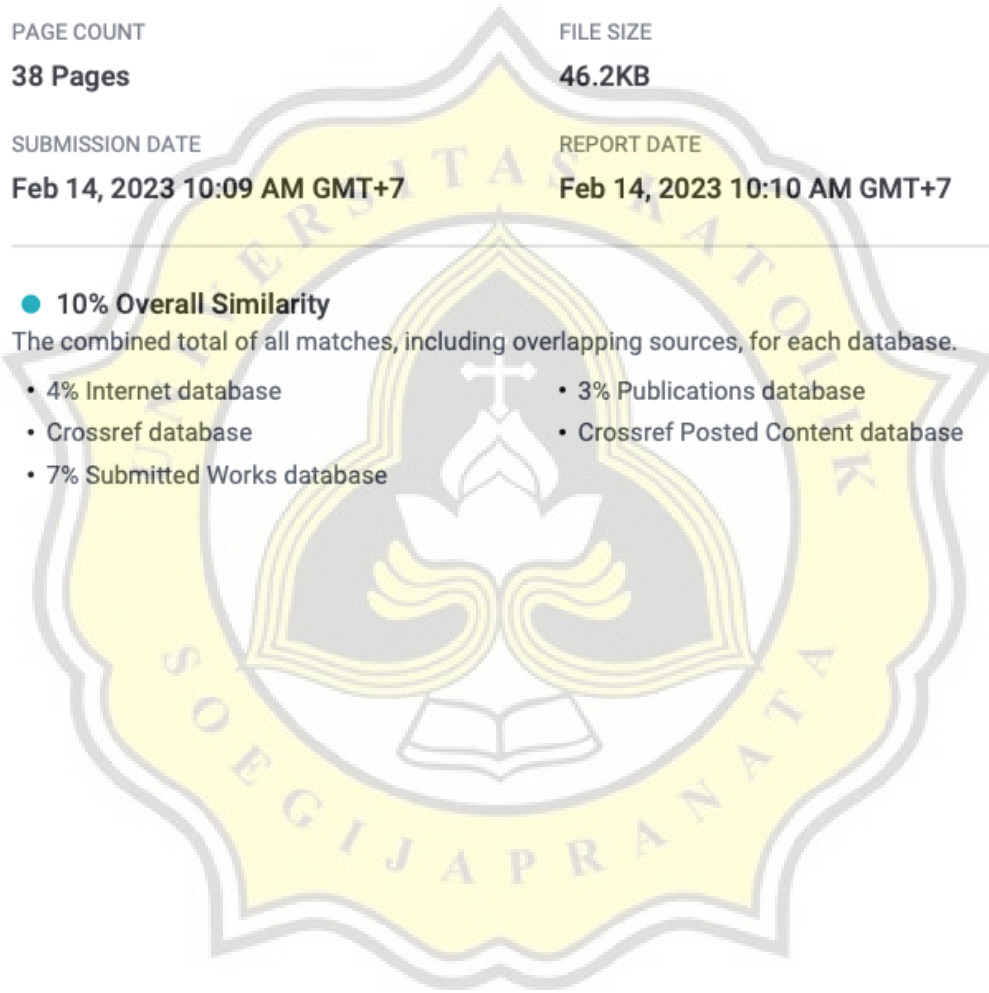 PAGE COUNT
FILE SIZE
38 Pages
46.2KB
SUBMISSION DATE
REPORT DATE
Feb 14, 2023 10:09 AM GMT+7
Feb 14, 2023 10:10 AM GMT+7
10% Overall Similarity
The combined total of all matches, including overlapping sources, for each database.
• 4% Internet database
• 3% Publications database
• Crossref database
• Crossref Posted Content database
• 7% Submitted Works database
UNIVERSITAS KATOLIK
SOEGIJAPRANATA